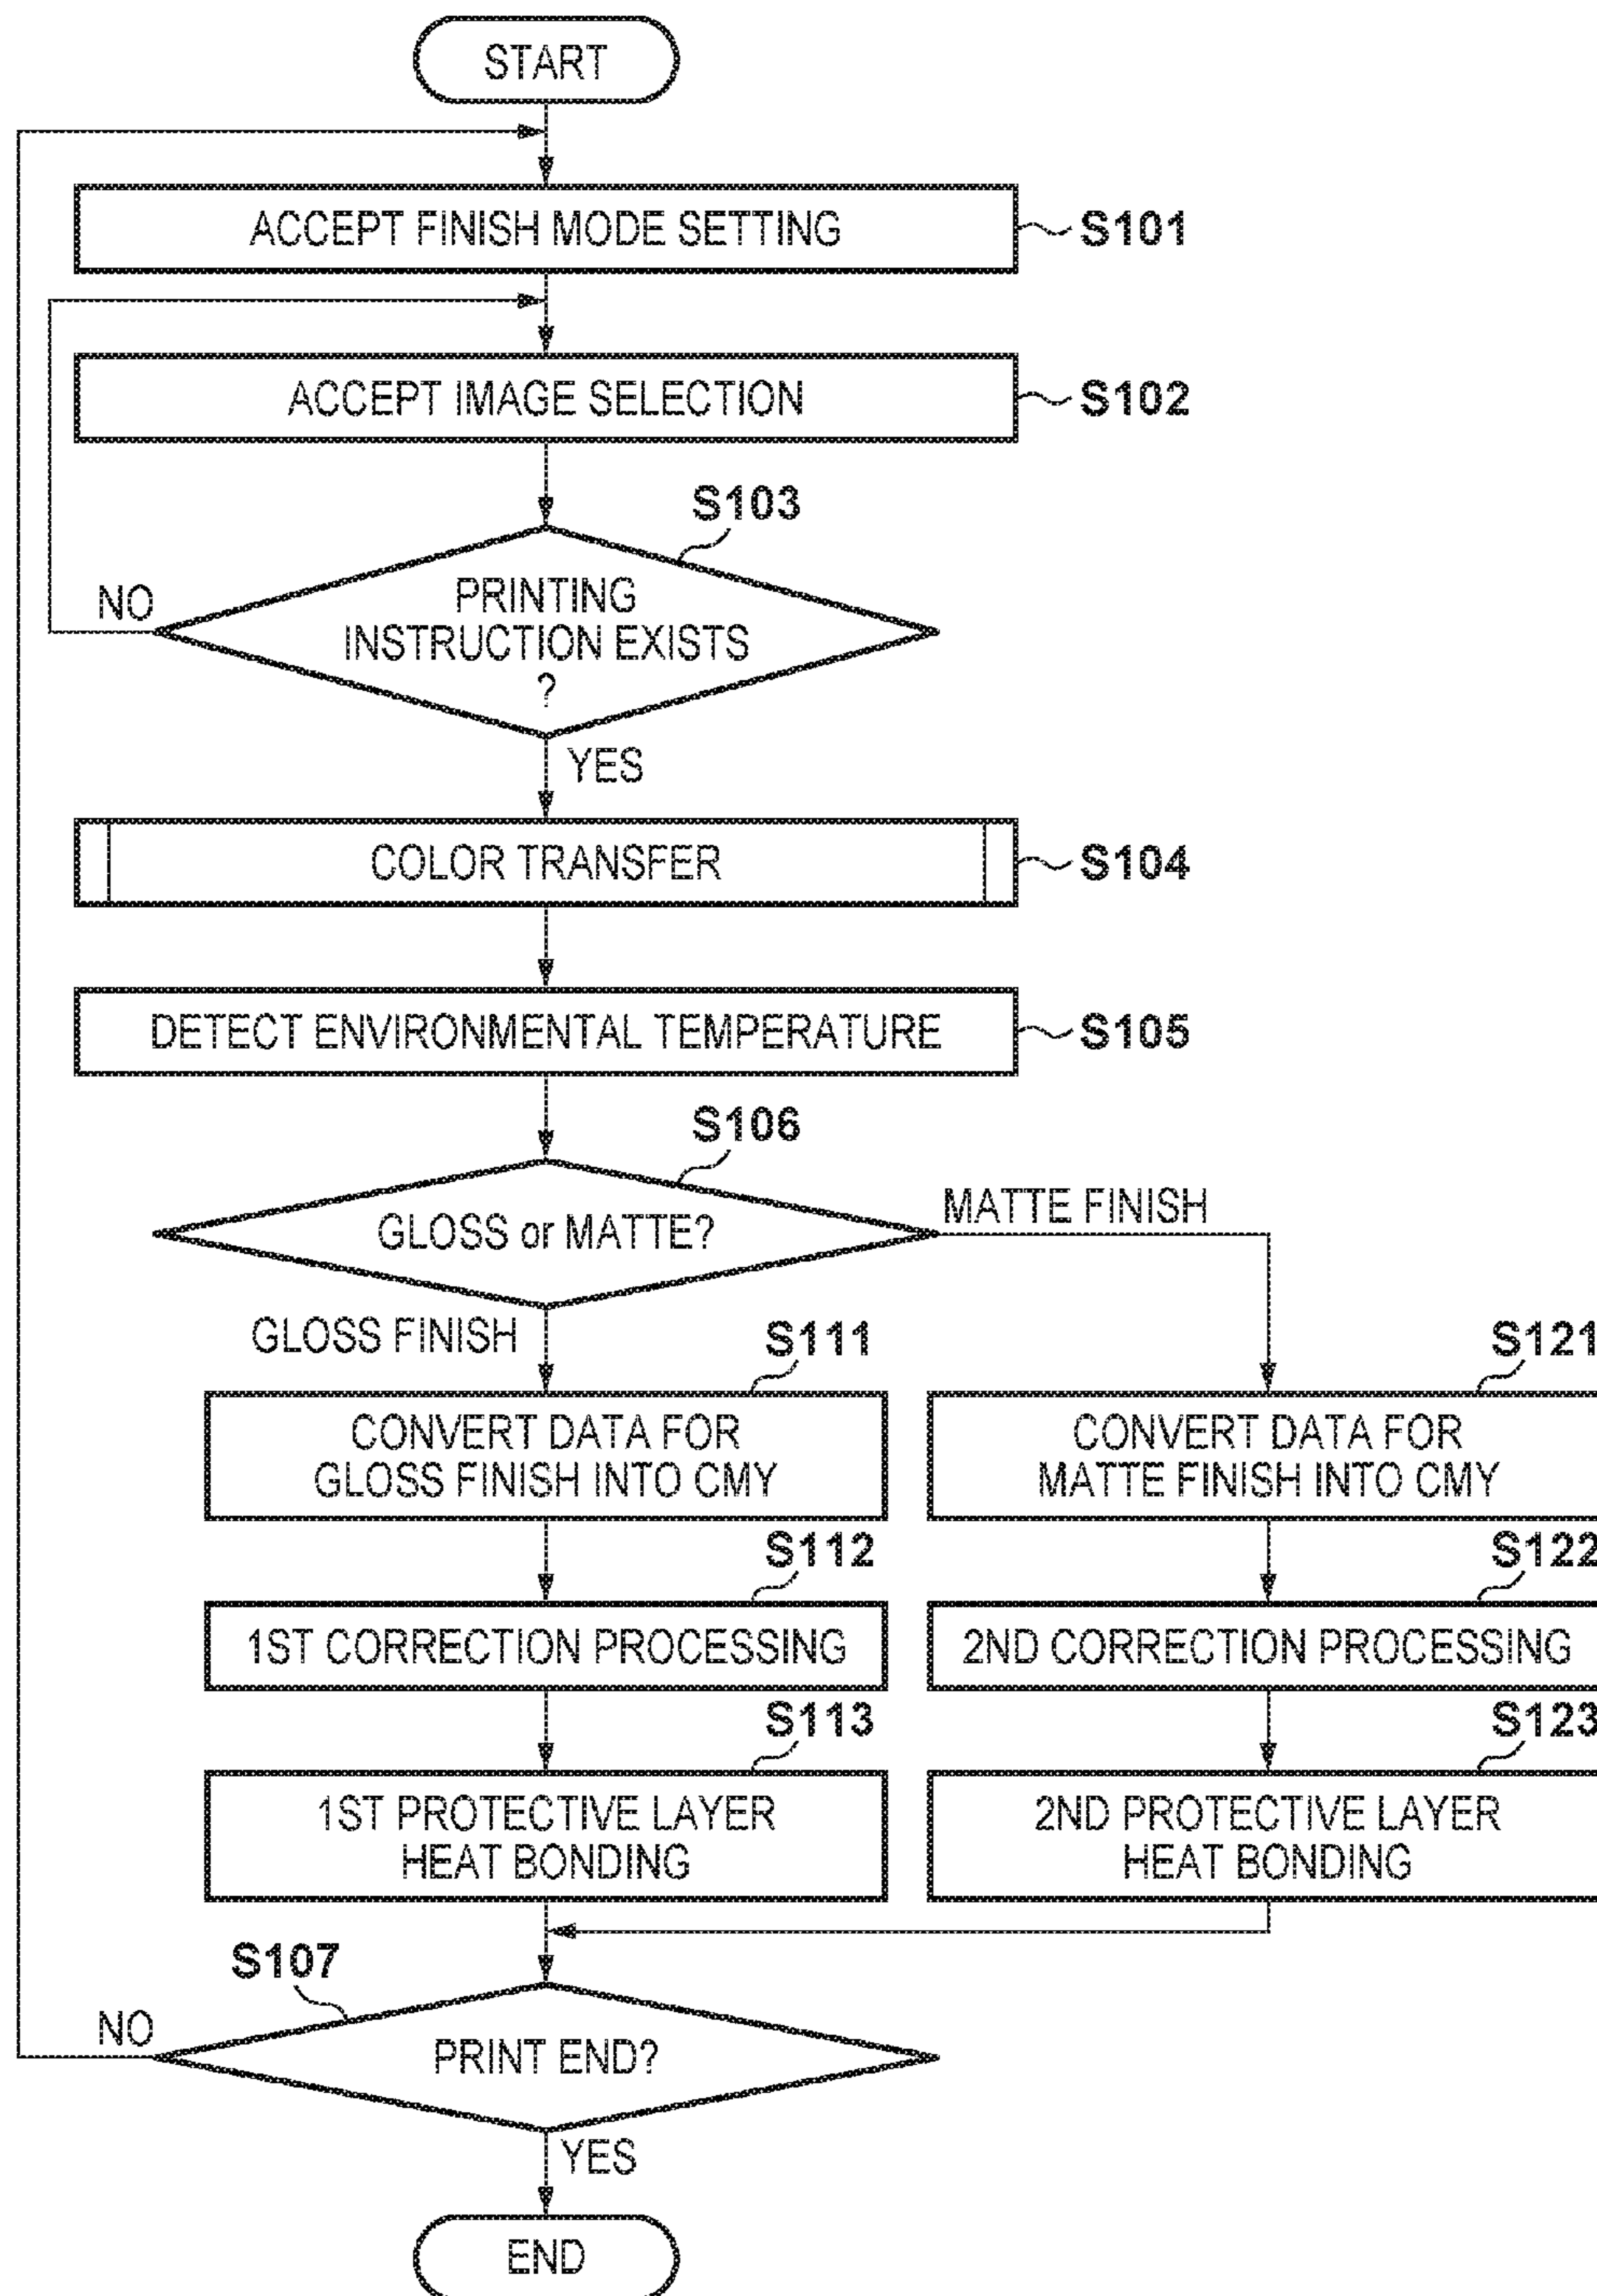 START
ACCEPT FINISH MODE SETTING
S101
ACCEPT IMAGE SELECTION
S102
S103
PRINTING
INSTRUCTION EXISTS
?
NO
YES
COLOR TRANSFER
S104
DETECT ENVIRONMENTAL TEMPERATURE
S105
S106
GLOSS or MATTE?
MATTE FINISH
GLOSS FINISH
S111
CONVERT DATA FOR
GLOSS FINISH INTO CMY
S112
1ST CORRECTION PROCESSING
S113
1ST PROTECTIVE LAYER
HEAT BONDING
S121
CONVERT DATA FOR
MATTE FINISH INTO CMY
S122
2ND CORRECTION PROCESSING
S123
2ND PROTECTIVE LAYER
HEAT BONDING
S107
NO
PRINT END?
YES
END